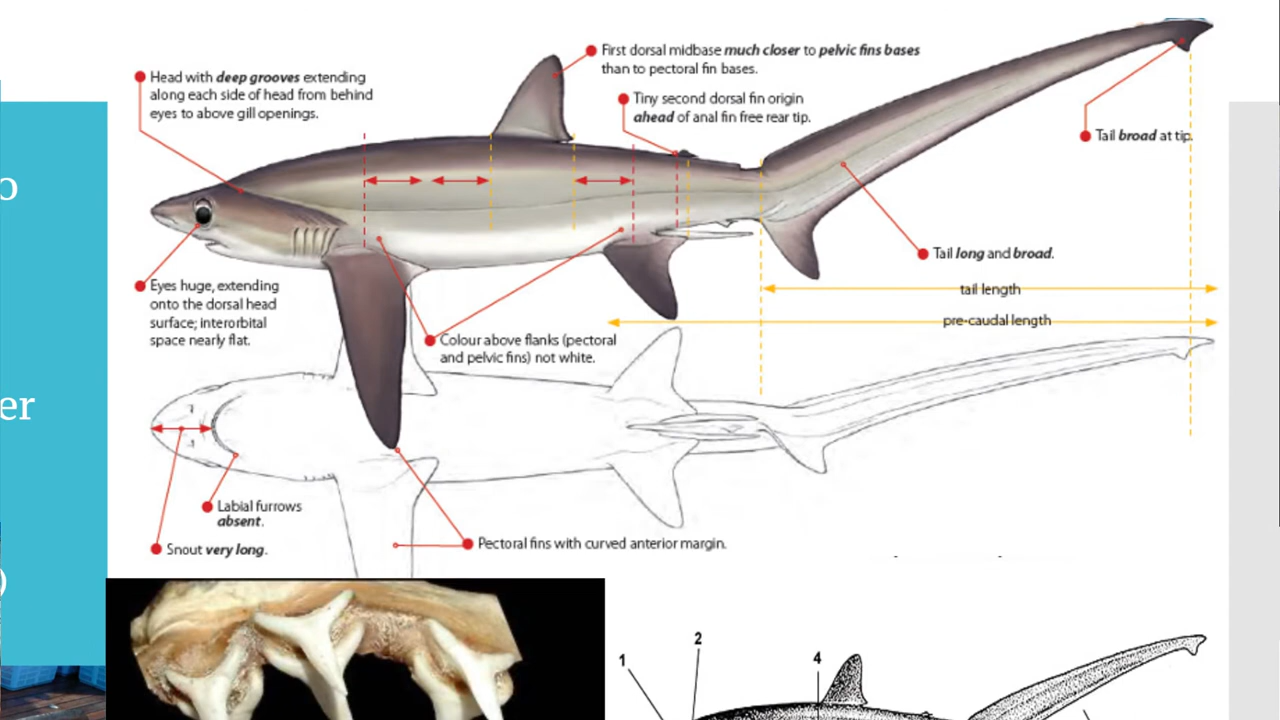 Head with deep grooves extending
along each side of head from behind
eyes to above gill openings.
First dorsal midbase much closer to pelvic fins bases
than to pectoral fin bases.
Tiny second dorsal fin origin
ahead of anal fin free rear tip.
Tail broad at tip.
Tail long and broad.
tail length
pre-caudal length
Eyes huge, extending
onto the dorsal head
surface; interorbital
space nearly flat.
Colour above flanks (pectoral
and pelvic fins) not white.
Labial furrows
absent.
Snout very long.
Pectoral fins with curved anterior margin.
er
)
1
2
4